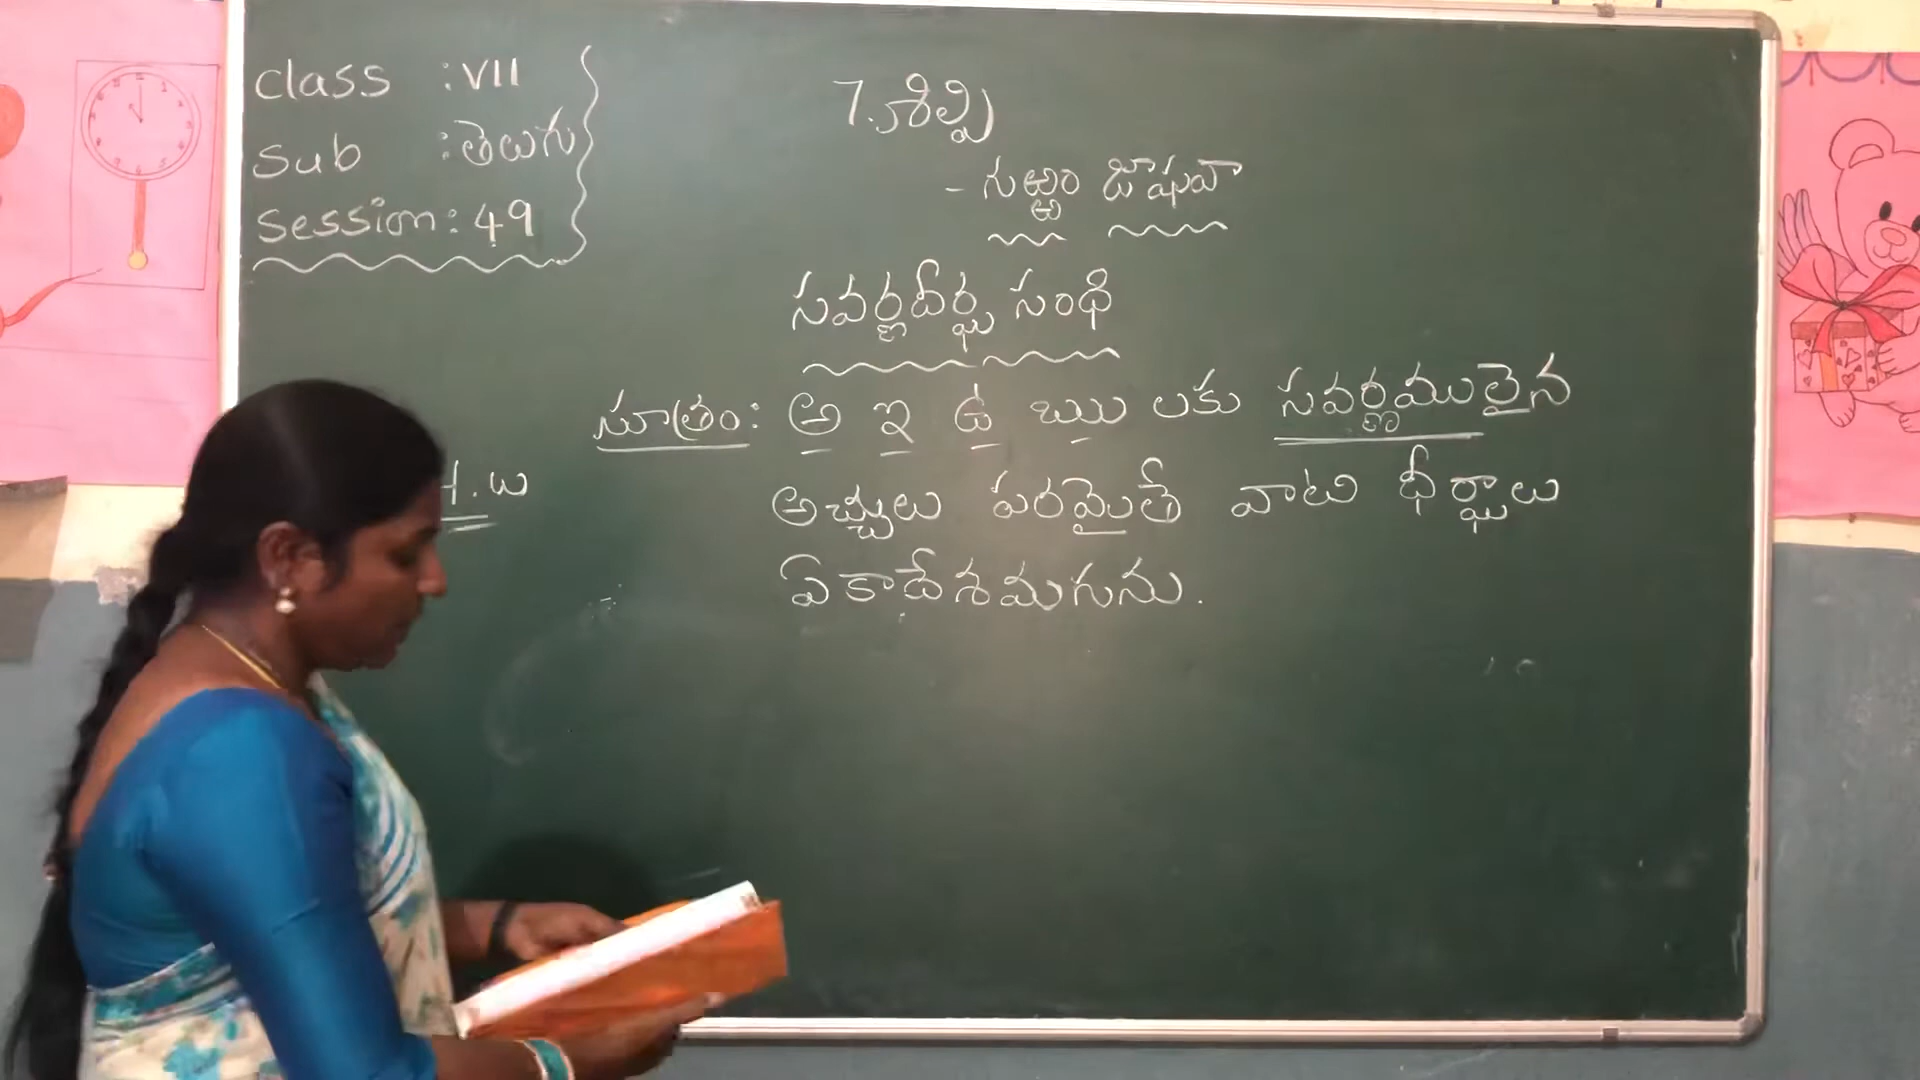 class : VII
Sub : తెలుగు
Session : 49
7. శిల్పి
- గుఱ్ఱం జాషువా
సవర్ణదీర్ఘ సంధి
సూత్రం: అ ఇ ఉ ఋ లకు సవర్ణములైన
అచ్చులు పరమైతే వాటి ధీర్ఘాలు
ఏకాదేశమగును.
H.w